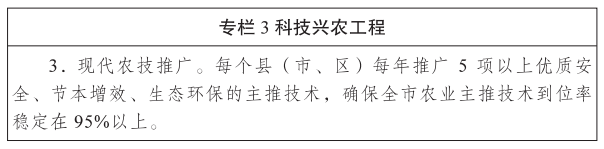 专栏 3 科技兴农工程
3．现代农技推广。每个县（市、区）每年推广 5 项以上优质安
全、节本增效、生态环保的主推技术，确保全市农业主推技术到位率
稳定在 95%以上。